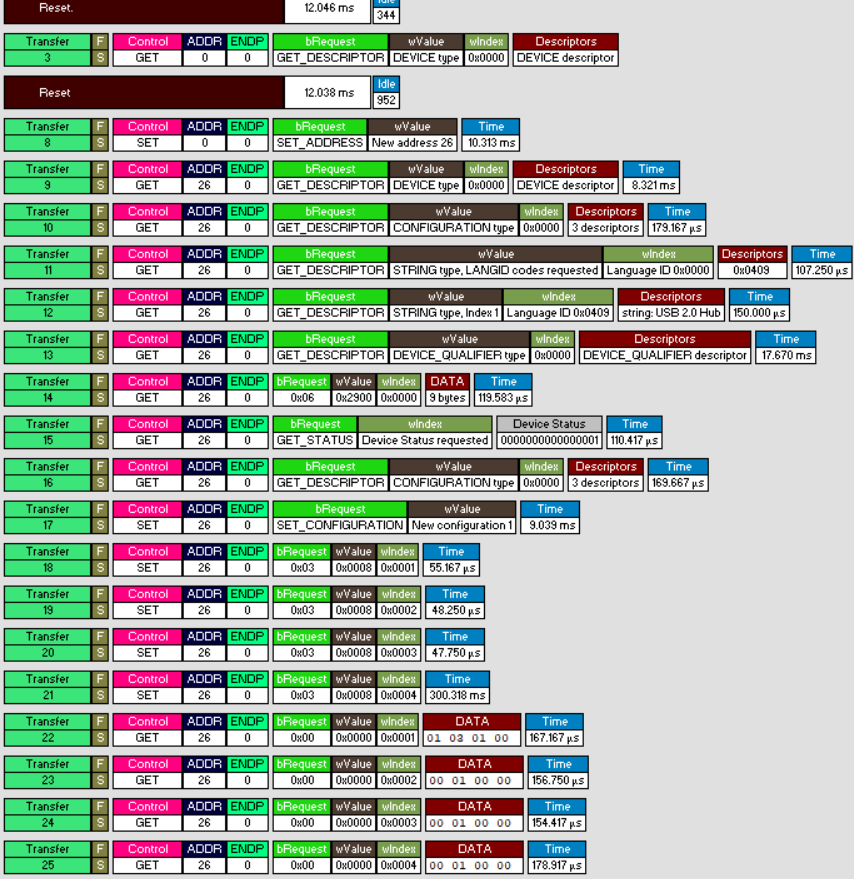 Reset. 12.046 ms Idle
344
Transfer F Control ADDR ENDP bRequest wValue wIndex Descriptors
3 S GET 0 0 GET_DESCRIPTOR DEVICE type 0x0000 DEVICE descriptor
Reset 12.038 ms Idle
952
Transfer F Control ADDR ENDP bRequest wValue Time
8 S SET 0 0 SET_ADDRESS New address 26 10.313 ms
Transfer F Control ADDR ENDP bRequest wValue wIndex Descriptors Time
9 S GET 26 0 GET_DESCRIPTOR DEVICE type 0x0000 DEVICE descriptor 8.321 ms
Transfer F Control ADDR ENDP bRequest wValue wIndex Descriptors Time
10 S GET 26 0 GET_DESCRIPTOR CONFIGURATION type 0x0000 3 descriptors 179.167 µs
Transfer F Control ADDR ENDP bRequest wValue wIndex Descriptors Time
11 S GET 26 0 GET_DESCRIPTOR STRING type, LANGID codes requested Language ID 0x0000 0x0409 107.250 µs
Transfer F Control ADDR ENDP bRequest wValue wIndex Descriptors Time
12 S GET 26 0 GET_DESCRIPTOR STRING type, Index 1 Language ID 0x0409 string: USB 2.0 Hub 150.000 µs
Transfer F Control ADDR ENDP bRequest wValue wIndex Descriptors Time
13 S GET 26 0 GET_DESCRIPTOR DEVICE_QUALIFIER type 0x0000 DEVICE_QUALIFIER descriptor 17.670 ms
Transfer F Control ADDR ENDP bRequest wValue wIndex DATA Time
14 S GET 26 0 0x06 0x2900 0x0000 9 bytes 119.583 µs
Transfer F Control ADDR ENDP bRequest wIndex Device Status Time
15 S GET 26 0 GET_STATUS Device Status requested 0000000000000001 110.417 µs
Transfer F Control ADDR ENDP bRequest wValue wIndex Descriptors Time
16 S GET 26 0 GET_DESCRIPTOR CONFIGURATION type 0x0000 3 descriptors 169.667 µs
Transfer F Control ADDR ENDP bRequest wValue Time
17 S SET 26 0 SET_CONFIGURATION New configuration 1 9.039 ms
Transfer F Control ADDR ENDP bRequest wValue wIndex Time
18 S SET 26 0 0x03 0x0008 0x0001 55.167 µs
Transfer F Control ADDR ENDP bRequest wValue wIndex Time
19 S SET 26 0 0x03 0x0008 0x0002 48.250 µs
Transfer F Control ADDR ENDP bRequest wValue wIndex Time
20 S SET 26 0 0x03 0x0008 0x0003 47.750 µs
Transfer F Control ADDR ENDP bRequest wValue wIndex Time
21 S SET 26 0 0x03 0x0008 0x0004 300.318 ms
Transfer F Control ADDR ENDP bRequest wValue wIndex DATA Time
22 S GET 26 0 0x00 0x0000 0x0001 01 03 01 00 167.167 µs
Transfer F Control ADDR ENDP bRequest wValue wIndex DATA Time
23 S GET 26 0 0x00 0x0000 0x0002 00 01 00 00 156.750 µs
Transfer F Control ADDR ENDP bRequest wValue wIndex DATA Time
24 S GET 26 0 0x00 0x0000 0x0003 00 01 00 00 154.417 µs
Transfer F Control ADDR ENDP bRequest wValue wIndex DATA Time
25 S GET 26 0 0x00 0x0000 0x0004 00 01 00 00 178.917 µs